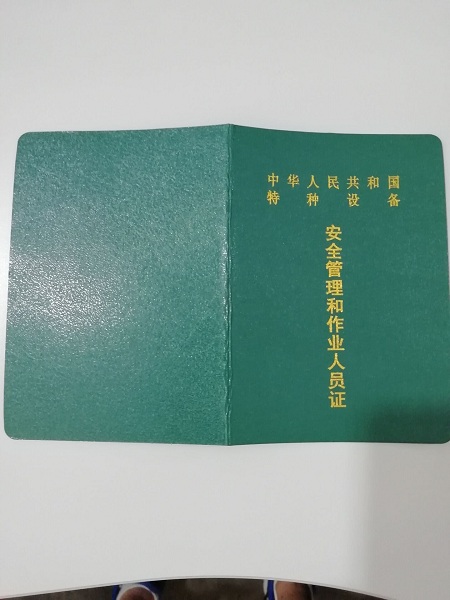 中华人民共和国
特种设备
安全管理和作业人员证